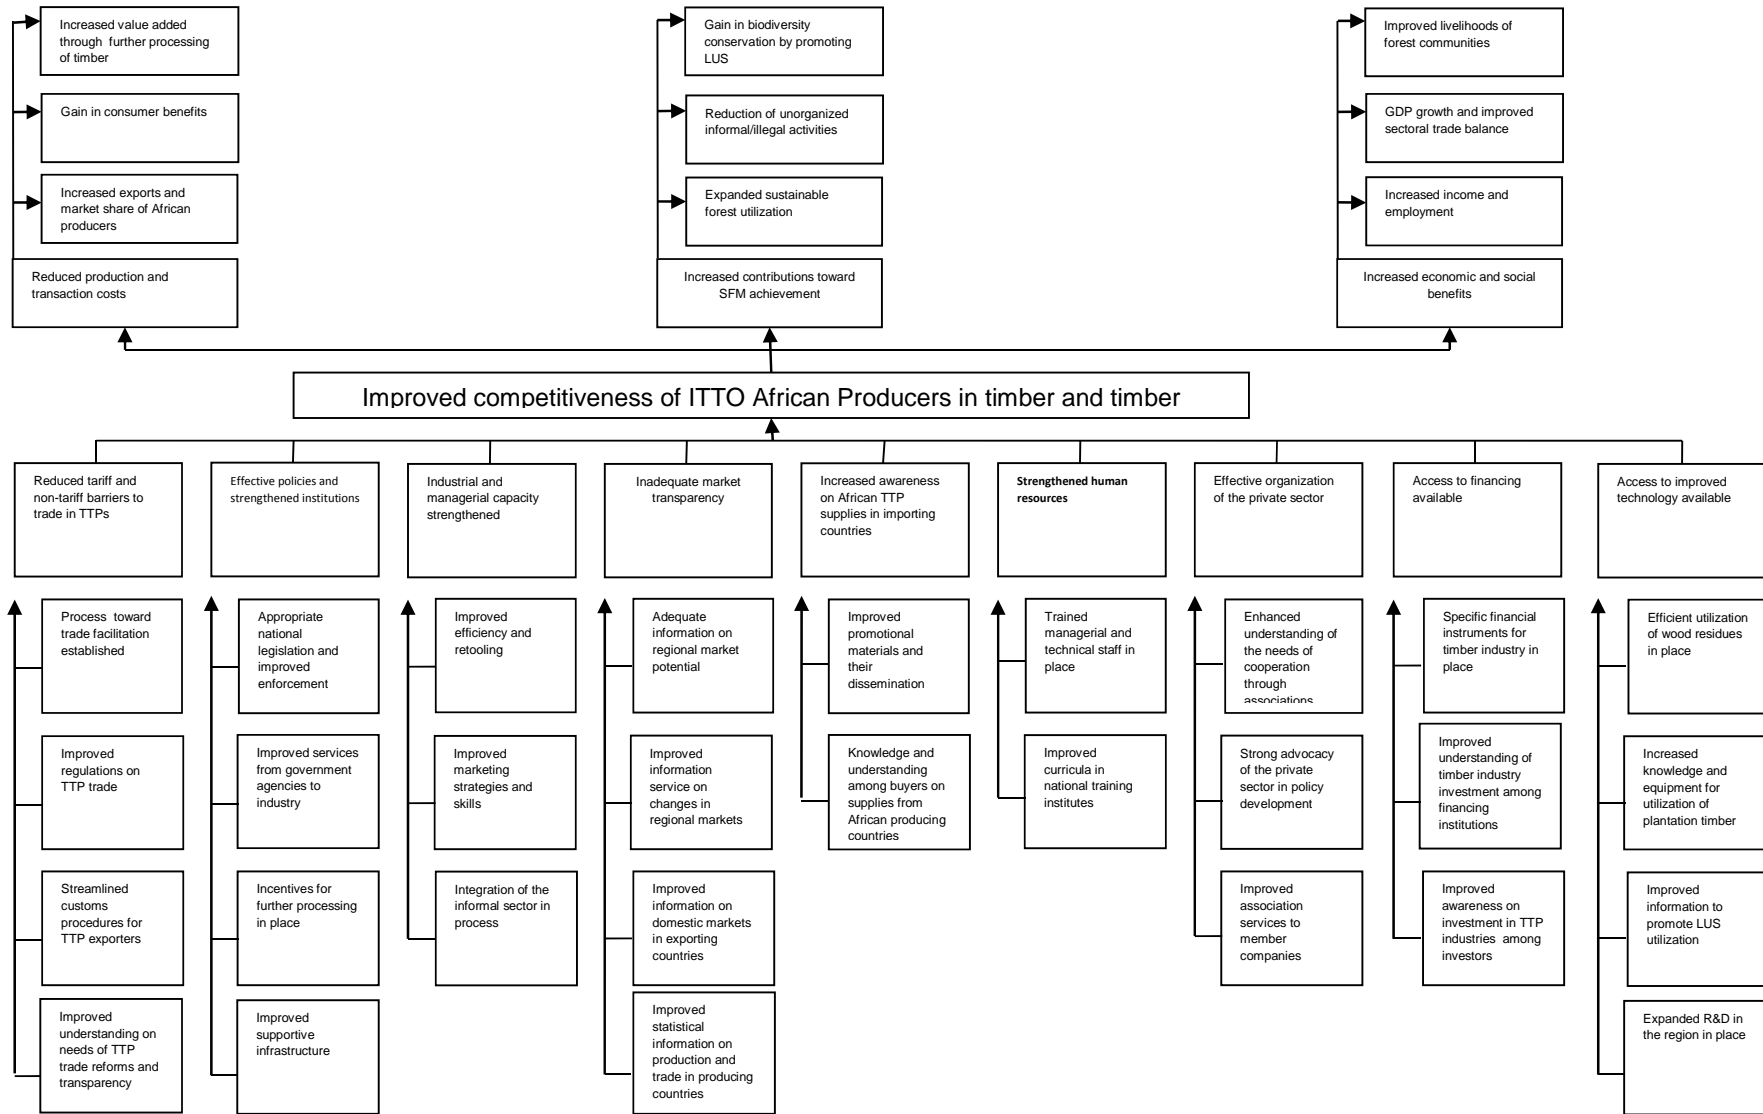 Increased value added
through further processing
of timber
Gain in consumer benefits
Increased exports and
market share of African
producers
Reduced production and
transaction costs
Gain in biodiversity
conservation by promoting
LUS
Reduction of unorganized
informal/illegal activities
Expanded sustainable
forest utilization
Increased contributions toward
SFM achievement
Improved livelihoods of
forest communities
GDP growth and improved
sectoral trade balance
Increased income and
employment
Increased economic and social
benefits
Improved competitiveness of ITTO African Producers in timber and timber
Reduced tariff and
non-tariff barriers to
trade in TTPs
Process toward
trade facilitation
established
Improved
regulations on
TTP trade
Streamlined
customs
procedures for
TTP exporters
Improved
understanding on
needs of TTP
trade reforms and
transparency
Effective policies and
strengthened institutions
Appropriate
national
legislation and
improved
enforcement
Improved services
from government
agencies to
industry
Incentives for
further processing
in place
Improved
supportive
infrastructure
Industrial and
managerial capacity
strengthened
Improved
efficiency and
retooling
Improved
marketing
strategies and
skills
Integration of the
informal sector in
process
Inadequate market
transparency
Adequate
information on
regional market
potential
Improved
information
service on
changes in
regional markets
Improved
information on
domestic markets
in exporting
countries
Improved
statistical
information on
production and
trade in producing
countries
Increased awareness
on African TTP
supplies in importing
countries
Improved
promotional
materials and
their
dissemination
Knowledge and
understanding
among buyers on
supplies from
African producing
countries
Strengthened human
resources
Trained
managerial and
technical staff in
place
Improved
curricula in
national training
institutes
Effective organization
of the private sector
Enhanced
understanding of
the needs of
cooperation
through
associations
Strong advocacy
of the private
sector in policy
development
Improved
association
services to
member
companies
Access to financing
available
Specific financial
instruments for
timber industry in
place
Improved
understanding of
timber industry
investment among
financing
institutions
Improved
awareness on
investment in TTP
industries among
investors
Access to improved
technology available
Efficient utilization
of wood residues
in place
Increased
knowledge and
equipment for
utilization of
plantation timber
Improved
information to
promote LUS
utilization
Expanded R&D in
the region in place